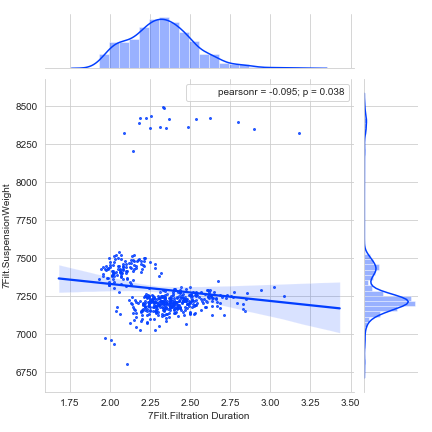 pearsonr = -0.095; p = 0.038
8500
8250
8000
7750
7500
7250
7000
6750
7Filt.SuspensionWeight
1.75 2.00 2.25 2.50 2.75 3.00 3.25 3.50
7Filt.Filtration Duration